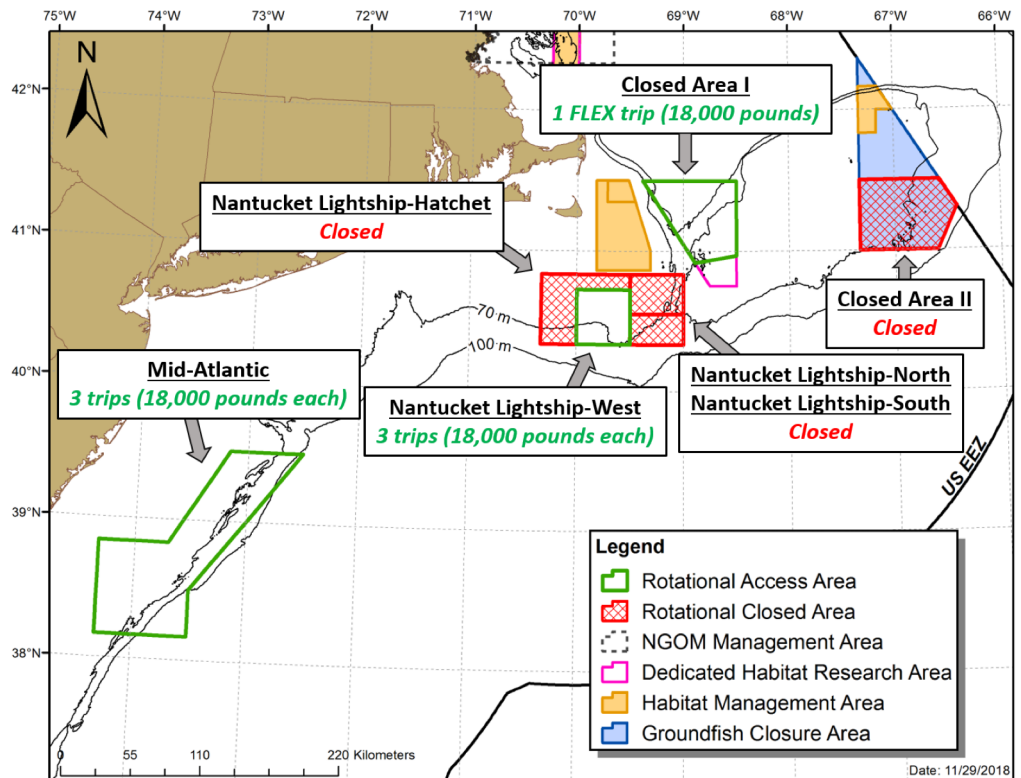 75°W 74°W 73°W 72°W 71°W 70°W 69°W 68°W 67°W 66°W
N
42°N
41°N
40°N
39°N
38°N
Closed Area I
1 FLEX trip (18,000 pounds)
Nantucket Lightship-Hatchet
Closed
Closed Area II
Closed
70 m
100 m
Mid-Atlantic
3 trips (18,000 pounds each)
Nantucket Lightship-West
3 trips (18,000 pounds each)
Nantucket Lightship-North
Nantucket Lightship-South
Closed
US EEZ
Legend
Rotational Access Area
Rotational Closed Area
NGOM Management Area
Dedicated Habitat Research Area
Habitat Management Area
Groundfish Closure Area
0 55 110 220 Kilometers
Date: 11/29/2018